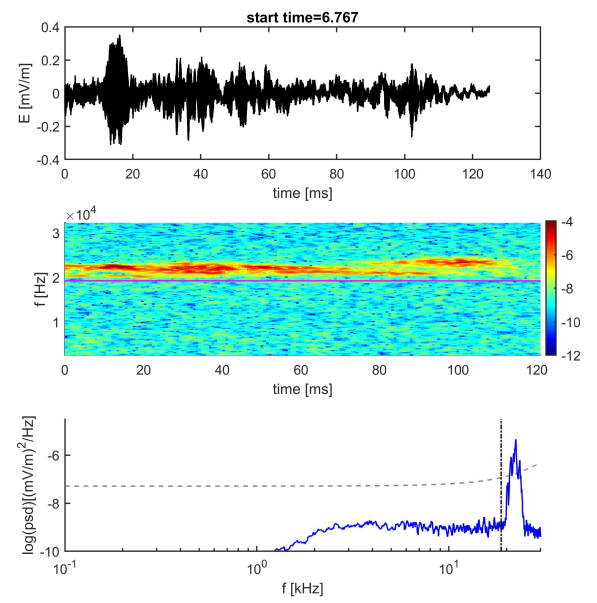 start time=6.767
0.4
0.2
0
-0.2
-0.4
E [mV/m]
0 20 40 60 80 100 120 140
time [ms]
×10⁴
3
2
1
f [Hz]
-4
-6
-8
-10
-12
0 20 40 60 80 100 120
time [ms]
-6
-8
-10
log(psd)[(mV/m)²/Hz]
10⁻¹ 10⁰ 10¹
f [kHz]